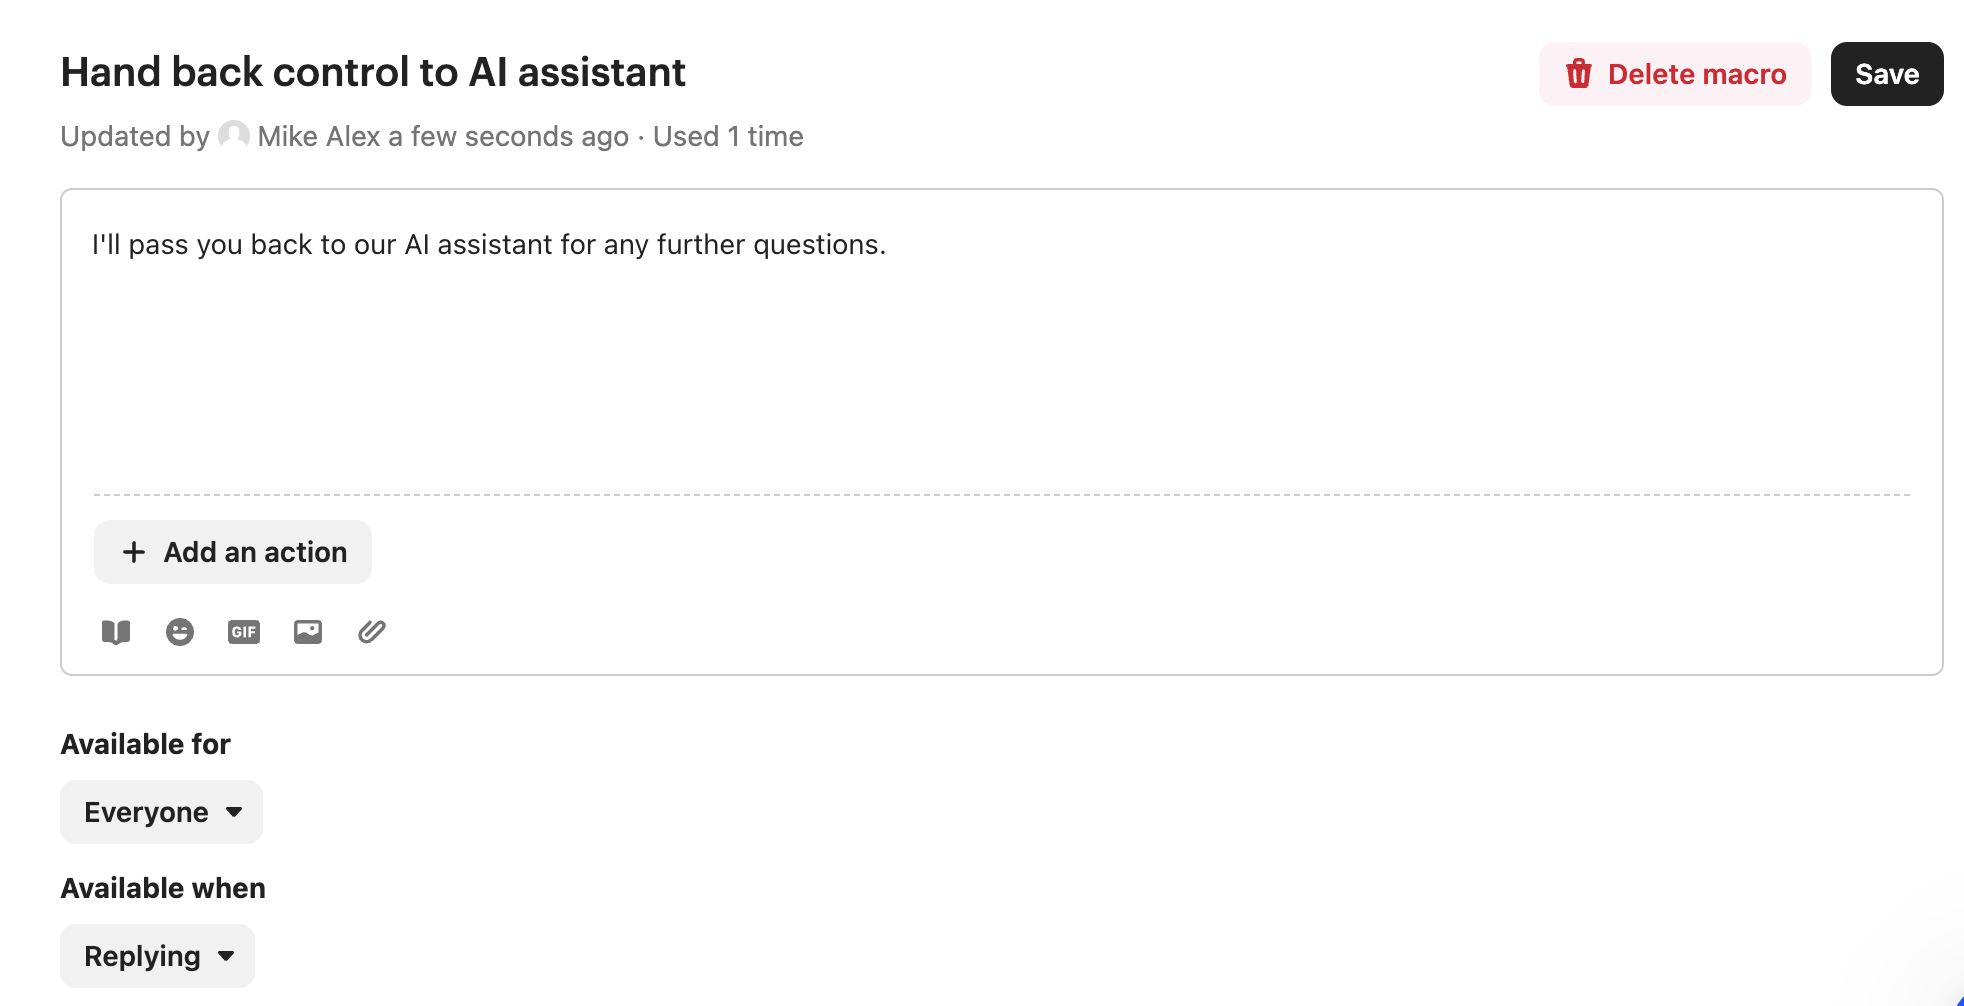 Hand back control to AI assistant
Delete macro
Save
Updated by Mike Alex a few seconds ago · Used 1 time
I'll pass you back to our AI assistant for any further questions.
+ Add an action
GIF
Available for
Everyone
Available when
Replying